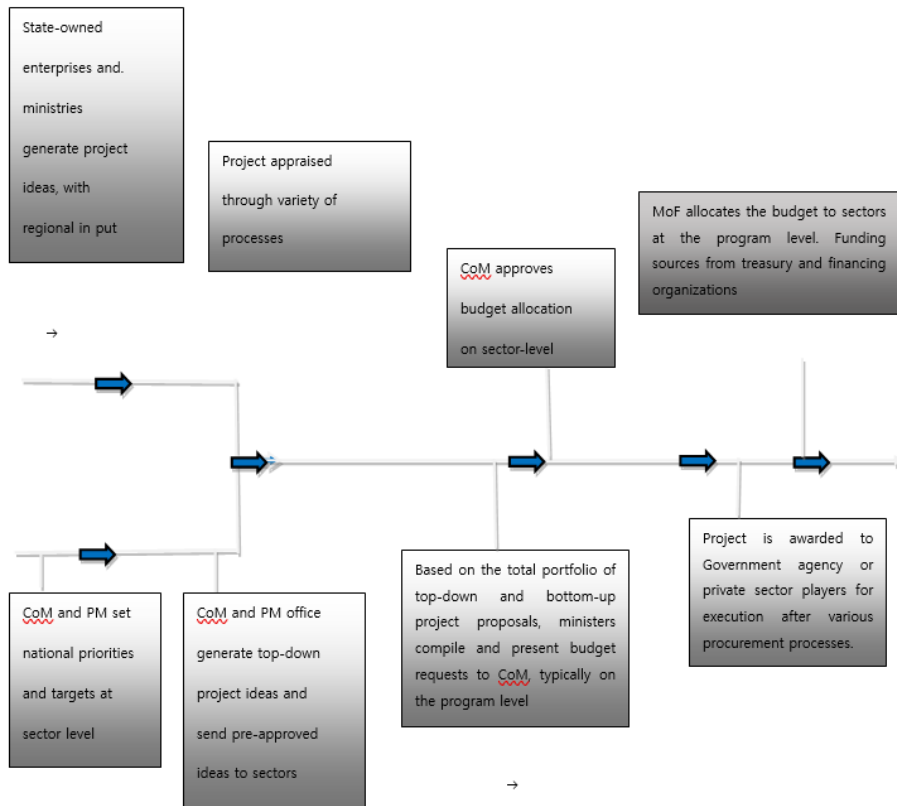 State-owned
enterprises and.
ministries
generate project
ideas, with
regional in put
Project appraised
through variety of
processes
MoF allocates the budget to sectors
at the program level. Funding
sources from treasury and financing
organizations
CoM approves
budget allocation
on sector-level
→
CoM and PM set
national priorities
and targets at
sector level
CoM and PM office
generate top-down
project ideas and
send pre-approved
ideas to sectors
Based on the total portfolio of
top-down and bottom-up
project proposals, ministers
compile and present budget
requests to CoM, typically on
the program level
Project is awarded to
Government agency or
private sector players for
execution after various
procurement processes.
→